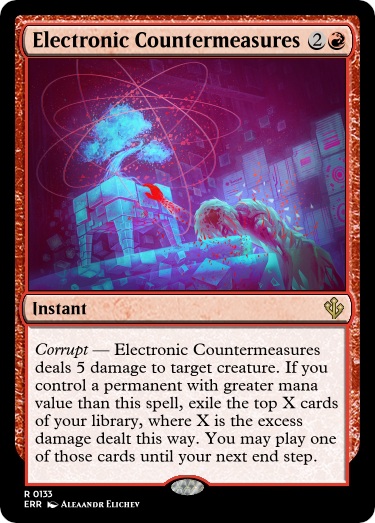 Electronic Countermeasures 2
Instant
Corrupt — Electronic Countermeasures
deals 5 damage to target creature. If you
control a permanent with greater mana
value than this spell, exile the top X cards
of your library, where X is the excess
damage dealt this way. You may play one
of those cards until your next end step.
R 0133
ERR Alexandr Elichev